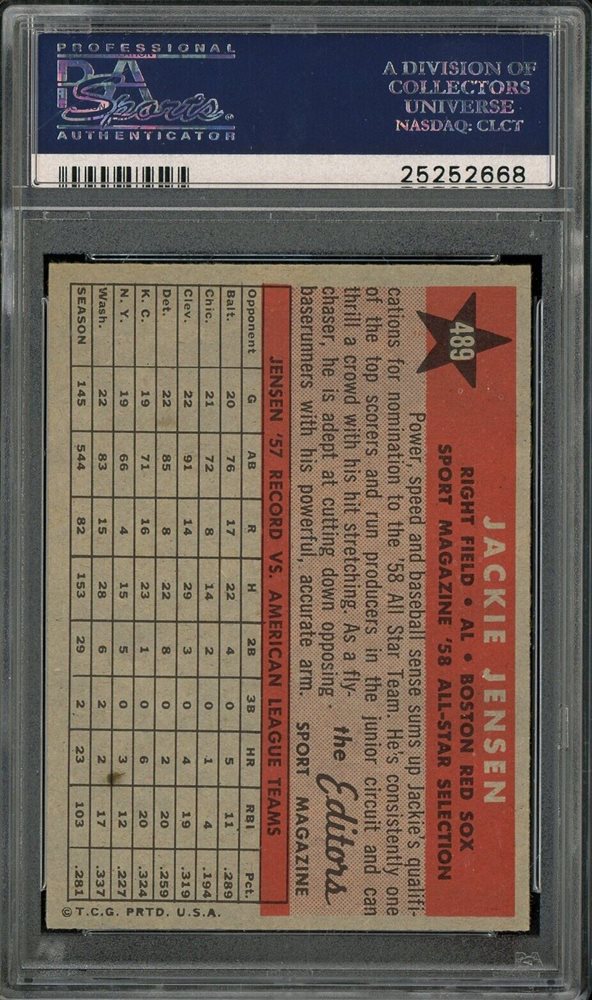 PROFESSIONAL
PSA
Sports.
AUTHENTICATOR
A DIVISION OF
COLLECTORS
UNIVERSE
NASDAQ: CLCT
25252668
489
JACKIE JENSEN
RIGHT FIELD • AL • BOSTON RED SOX
SPORT MAGAZINE '58 ALL-STAR SELECTION
Power, speed and baseball sense sums up Jackie's qualifi-
cations for nomination to the '58 All Star Team. He's consistently one
of the top scorers and run producers in the junior circuit and can
thrill a crowd with his hit stretching. As a fly-
chaser, he is adept at cutting down opposing
baserunners with his powerful, accurate arm.
the Editors
SPORT MAGAZINE
JENSEN '57 RECORD VS. AMERICAN LEAGUE TEAMS
Opponent G AB R H 2B 3B HR RBI Pct.
Balt. 20 76 17 22 4 0 5 11 .289
Chic. 21 72 8 14 2 0 1 4 .194
Clev. 22 91 14 29 3 0 4 19 .319
Det. 22 85 8 22 8 0 2 20 .259
K. C. 19 71 16 23 1 0 6 20 .324
N. Y. 19 66 4 15 5 0 3 12 .227
Wash. 22 83 15 28 6 2 2 17 .337
SEASON 145 544 82 153 29 2 23 103 .281
© T.C.G. PRTD. U.S.A.